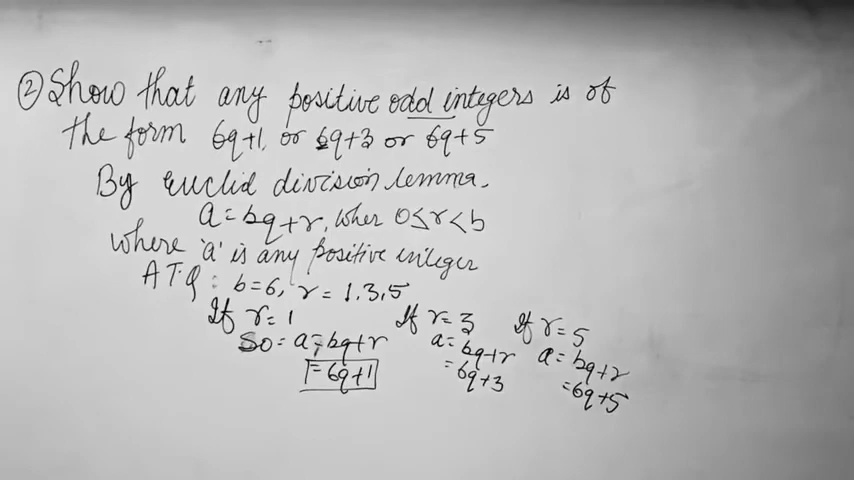 ② Show that any positive odd integers is of
the form 6q+1, or 6q+3 or 6q+5
By Euclid division lemma.
a = bq+r, wher 0≤r<b
where 'a' is any positive integer
A T Q : b=6, r = 1,3,5
If r=1 If r=3 If r=5
So = a = bq+r a = bq+r a = bq+r
= 6q+1 = 6q+3 = 6q+5